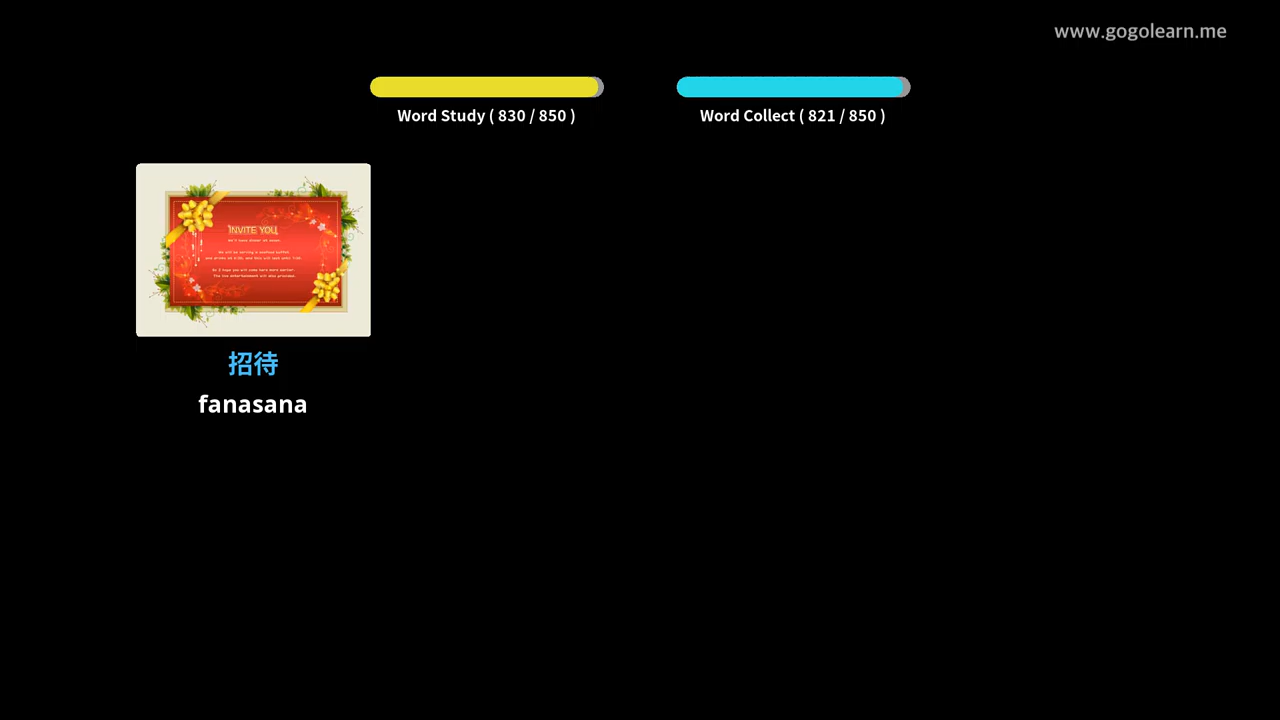 www.gogolearn.me
Word Study ( 830 / 850 )
Word Collect ( 821 / 850 )
INVITE YOU
招待
fanasana